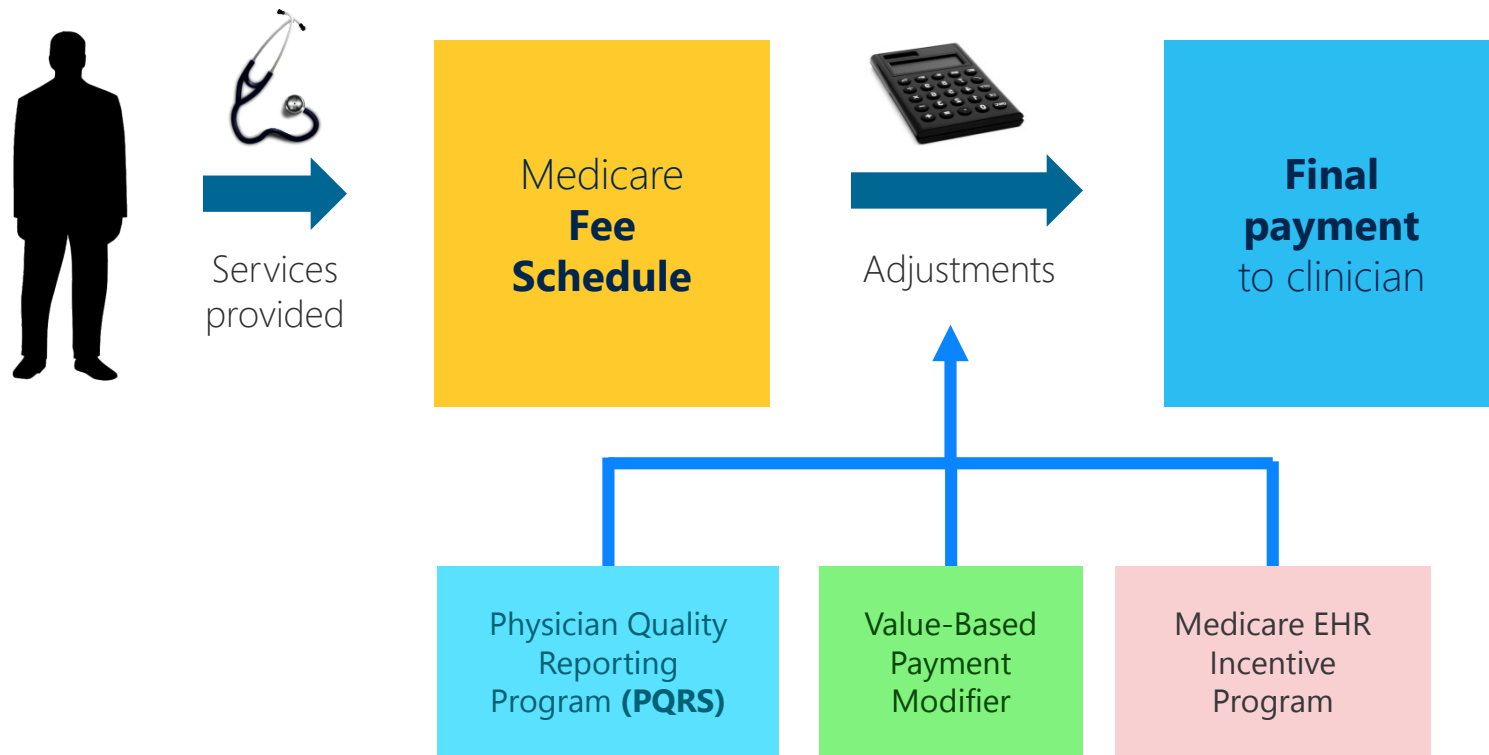 Services
provided
Medicare
Fee
Schedule
Adjustments
Final
payment
to clinician
Physician Quality
Reporting
Program (PQRS)
Value-Based
Payment
Modifier
Medicare EHR
Incentive
Program